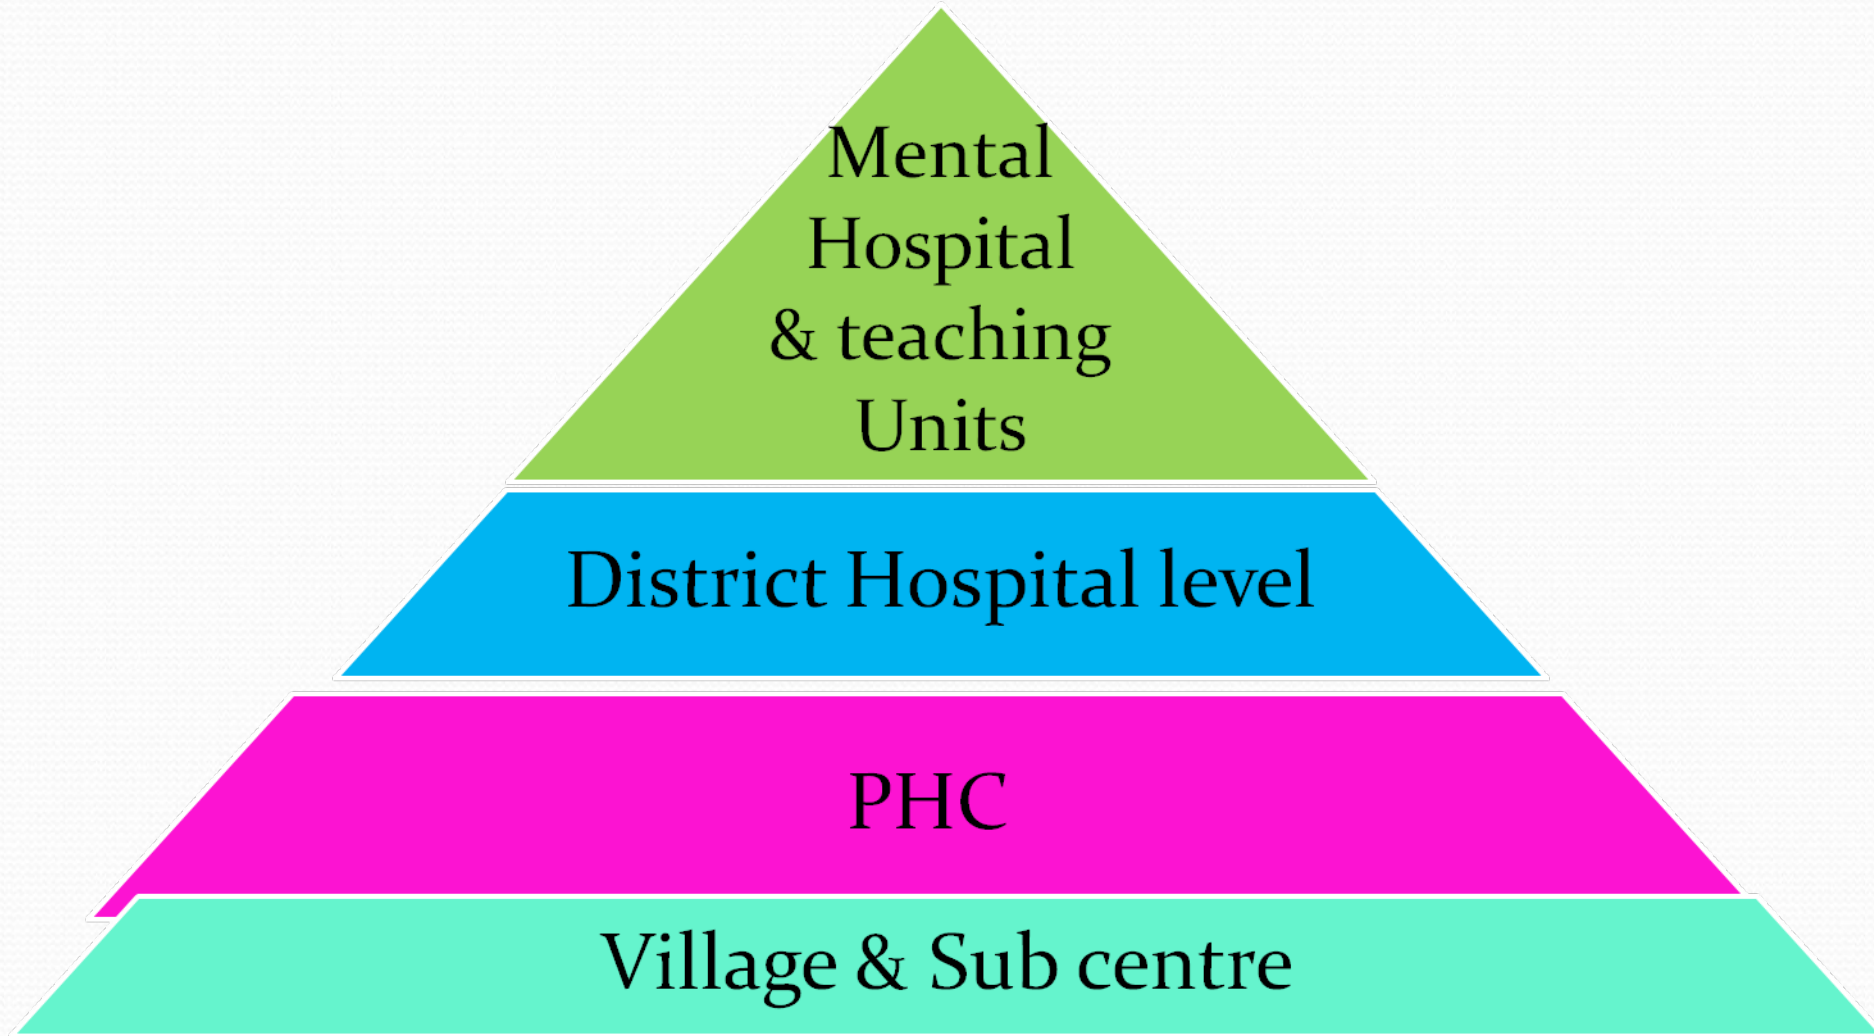 Mental
Hospital
& teaching
Units
District Hospital level
PHC
Village & Sub centre